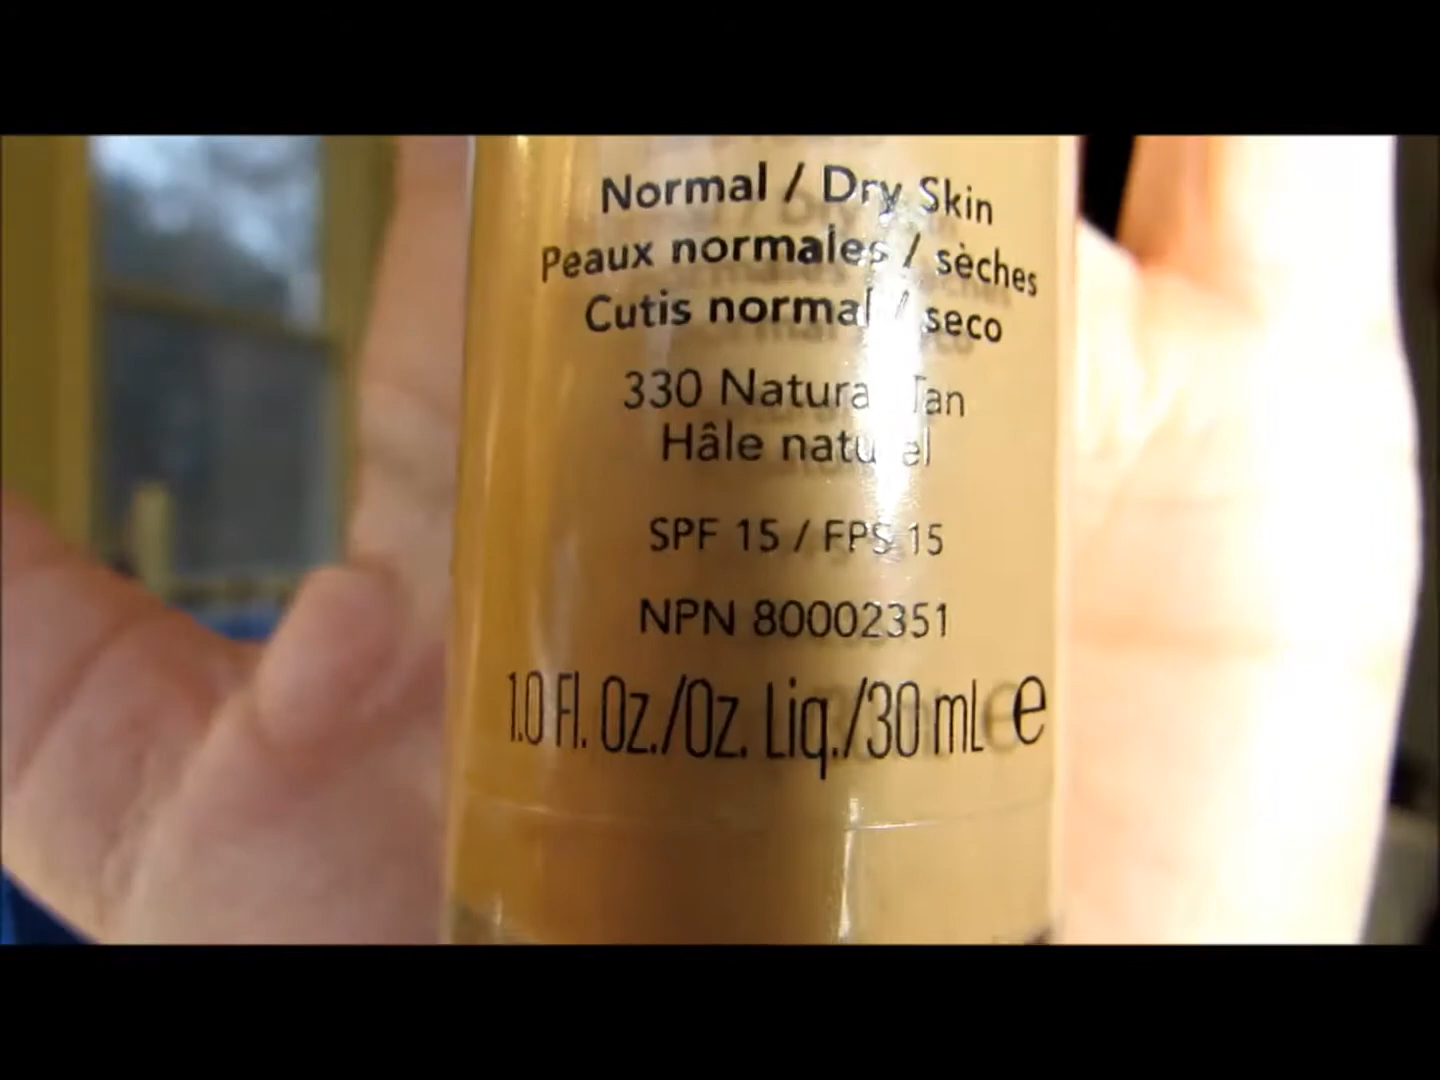 Normal / Dry Skin
Peaux normales / sèches
Cutis normal / seco
330 Natural Tan
Hâle naturel
SPF 15 / FPS 15
NPN 80002351
1.0 Fl. Oz./Oz. Liq./30 mL e